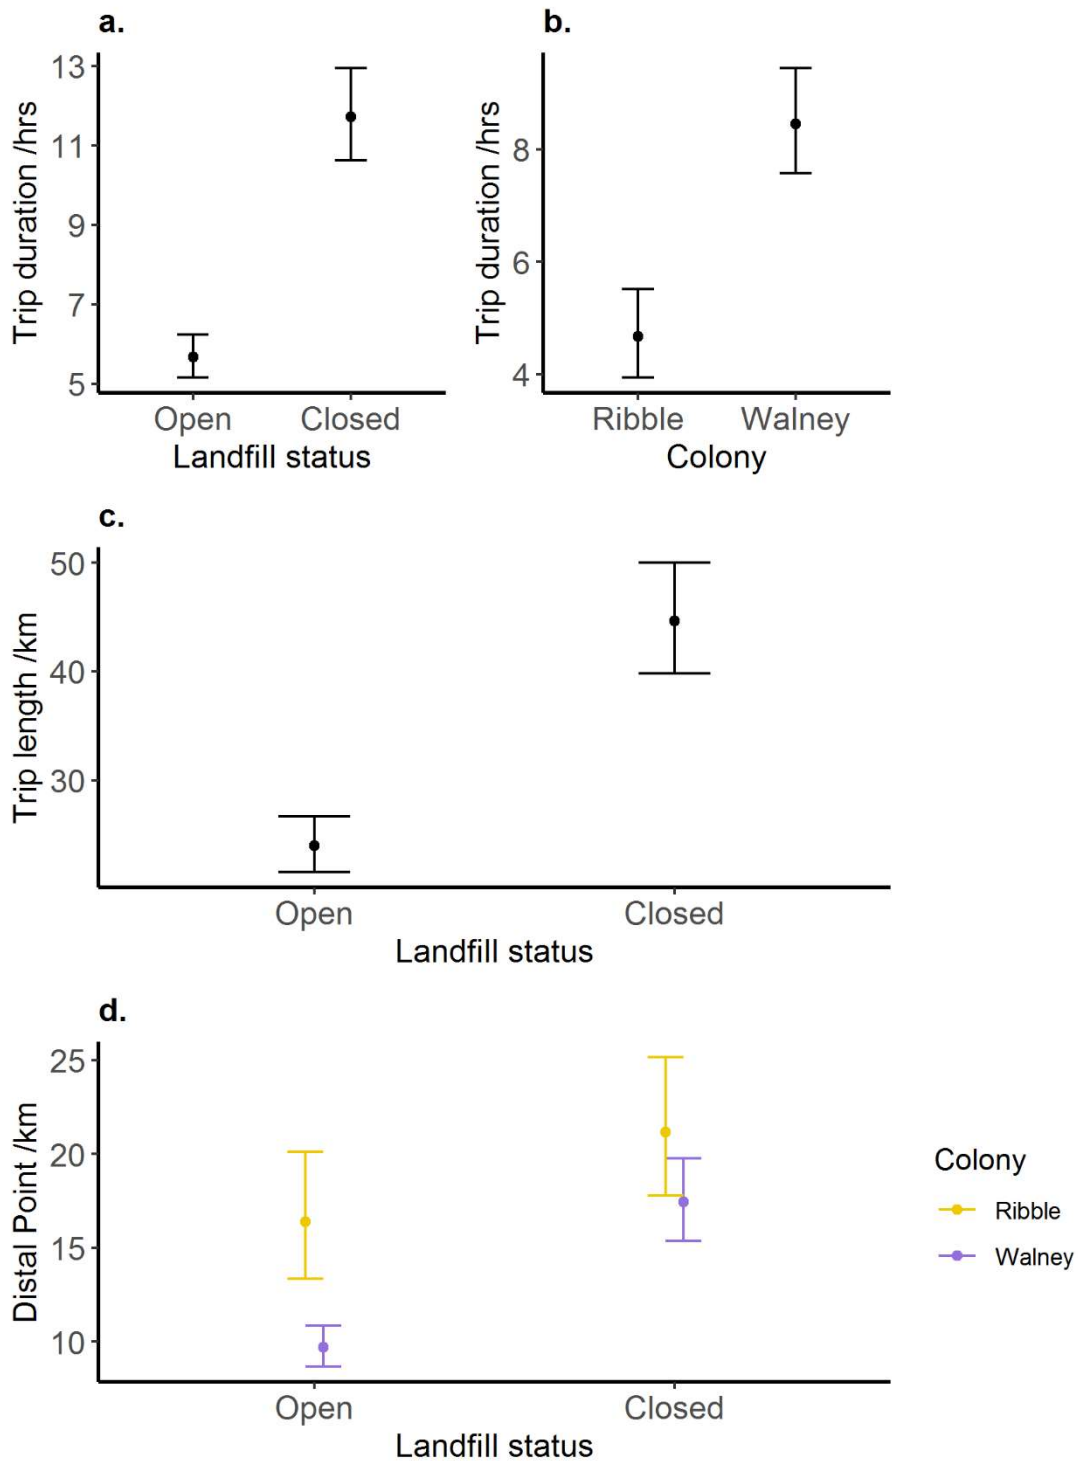 a.
Trip duration /hrs
13
11
9
7
5
Open Closed
Landfill status
b.
Trip duration /hrs
8
6
4
Ribble Walney
Colony
c.
Trip length /km
50
40
30
Open Closed
Landfill status
d.
Distal Point /km
25
20
15
10
Open Closed
Landfill status
Colony
Ribble
Walney